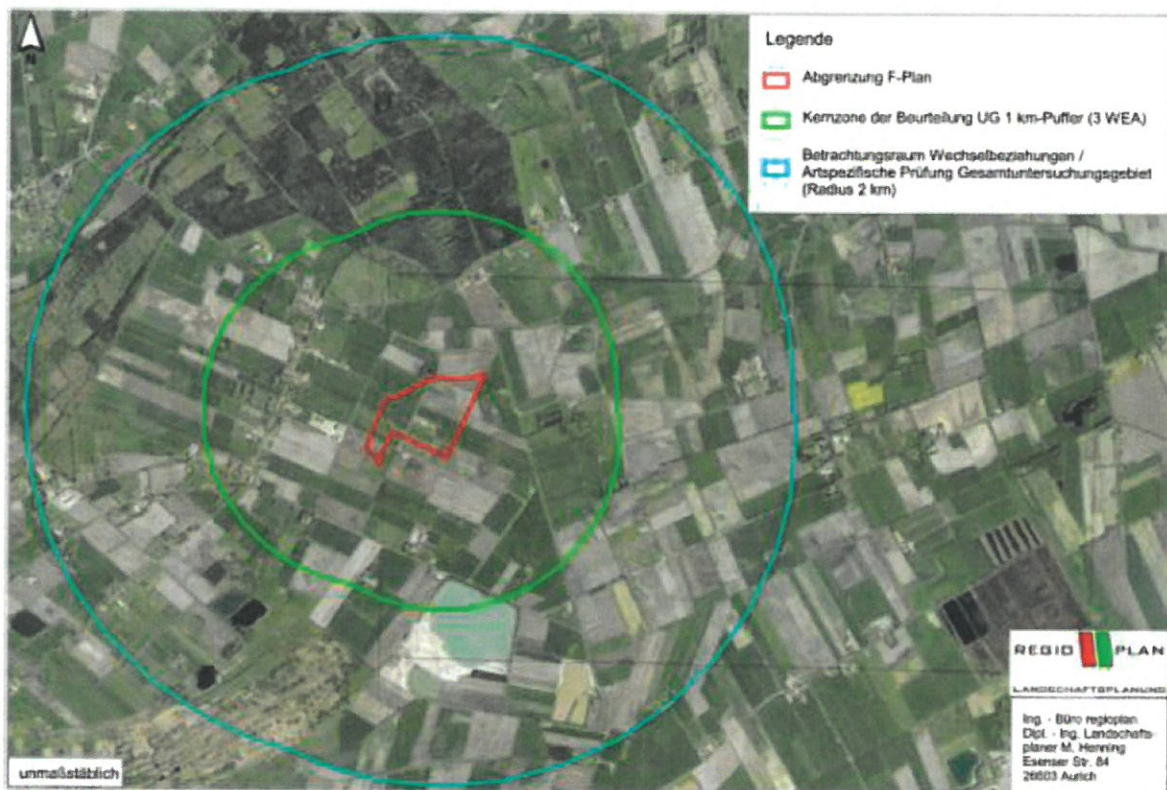 N
Legende
Abgrenzung F-Plan
Kernzone der Beurteilung UG 1 km-Puffer (3 WEA)
Betrachtungsraum Wechselbeziehungen /
Artspezifische Prüfung Gesamtuntersuchungsgebiet
(Radius 2 km)
REGIO PLAN
LANDSCHAFTSPLANUNG
Ing. - Büro regioplan
Dipl. - Ing. Landschafts-
planer M. Henning
Esenser Str. 84
26603 Aurich
unmaßstäblich